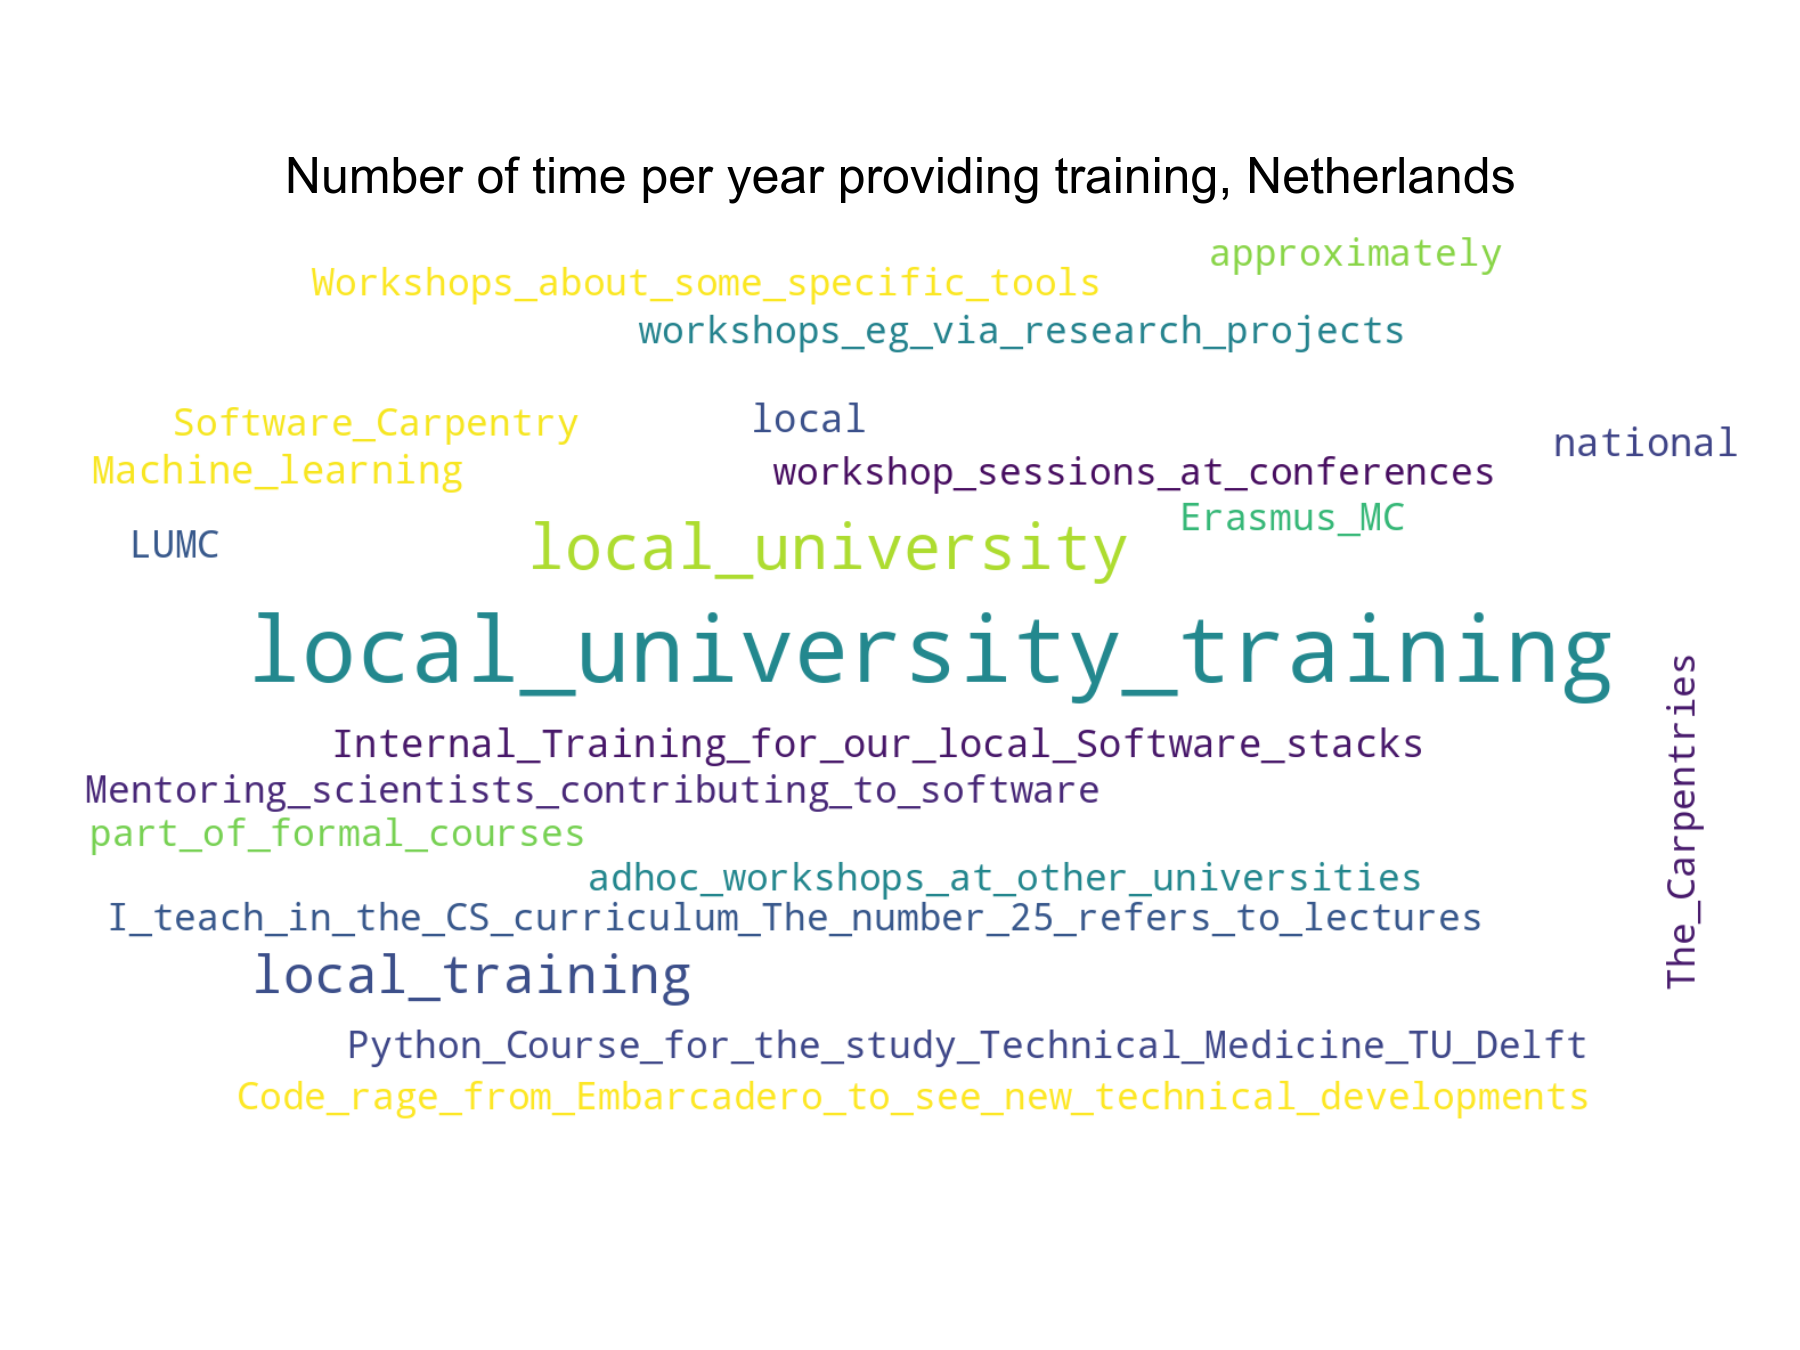 Number of time per year providing training, Netherlands
approximately
Workshops_about_some_specific_tools
workshops_eg_via_research_projects
Software_Carpentry
local
national
Machine_learning
workshop_sessions_at_conferences
Erasmus_MC
LUMC
local_university
local_university_training
The_Carpentries
Internal_Training_for_our_local_Software_stacks
Mentoring_scientists_contributing_to_software
part_of_formal_courses
adhoc_workshops_at_other_universities
I_teach_in_the_CS_curriculum_The_number_25_refers_to_lectures
local_training
Python_Course_for_the_study_Technical_Medicine_TU_Delft
Code_rage_from_Embarcadero_to_see_new_technical_developments